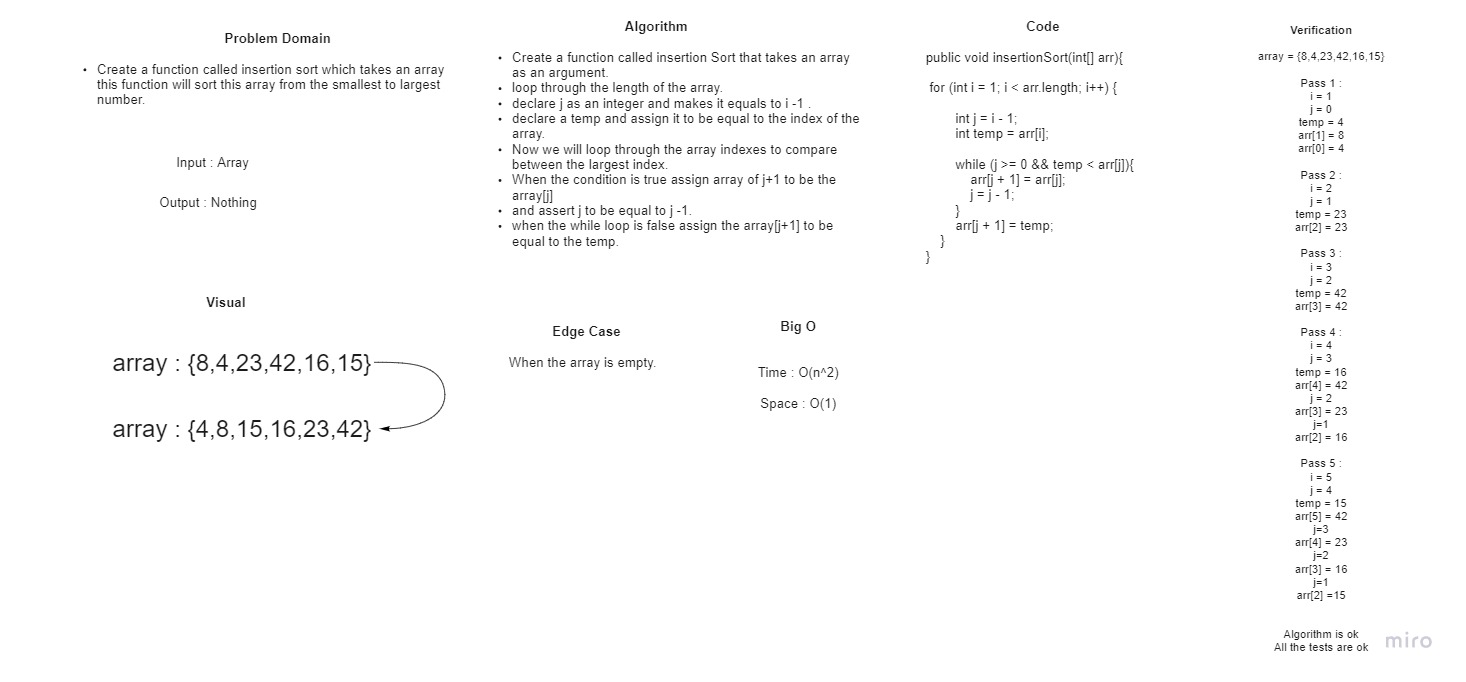 Problem Domain
• Create a function called insertion sort which takes an array
this function will sort this array from the smallest to largest
number.
Input : Array
Output : Nothing
Visual
array : {8,4,23,42,16,15}
array : {4,8,15,16,23,42}
Algorithm
• Create a function called insertion Sort that takes an array
as an argument.
• loop through the length of the array.
• declare j as an integer and makes it equals to i -1 .
• declare a temp and assign it to be equal to the index of the
array.
• Now we will loop through the array indexes to compare
between the largest index.
• When the condition is true assign array of j+1 to be the
array[j]
• and assert j to be equal to j -1.
• when the while loop is false assign the array[j+1] to be
equal to the temp.
Edge Case
When the array is empty.
Big O
Time : O(n^2)
Space : O(1)
Code
public void insertionSort(int[] arr){
for (int i = 1; i < arr.length; i++) {
int j = i - 1;
int temp = arr[i];
while (j >= 0 && temp < arr[j]){
arr[j + 1] = arr[j];
j = j - 1;
}
arr[j + 1] = temp;
}
}
Verification
array = {8,4,23,42,16,15}
Pass 1 :
i = 1
j = 0
temp = 4
arr[1] = 8
arr[0] = 4
Pass 2 :
i = 2
j = 1
temp = 23
arr[2] = 23
Pass 3 :
i = 3
j = 2
temp = 42
arr[3] = 42
Pass 4 :
i = 4
j = 3
temp = 16
arr[4] = 42
j = 2
arr[3] = 23
j=1
arr[2] = 16
Pass 5 :
i = 5
j = 4
temp = 15
arr[5] = 42
j=3
arr[4] = 23
j=2
arr[3] = 16
j=1
arr[2] =15
Algorithm is ok
All the tests are ok
miro